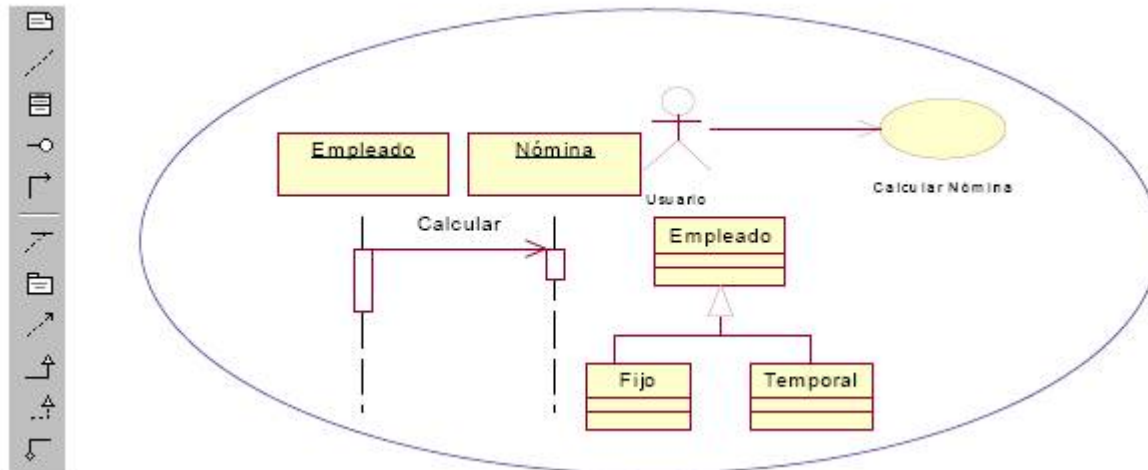 Empleado
Nómina
Usuario
Calcular Nómina
Calcular
Empleado
Fijo
Temporal